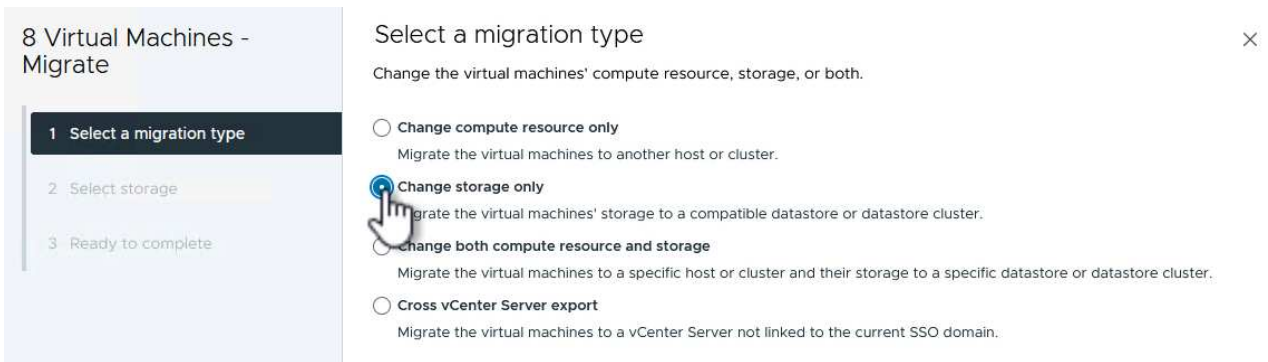 8 Virtual Machines -
Migrate
1 Select a migration type
2 Select storage
3 Ready to complete
Select a migration type
Change the virtual machines' compute resource, storage, or both.
Change compute resource only
Migrate the virtual machines to another host or cluster.
Change storage only
grate the virtual machines' storage to a compatible datastore or datastore cluster.
Change both compute resource and storage
Migrate the virtual machines to a specific host or cluster and their storage to a specific datastore or datastore cluster.
Cross vCenter Server export
Migrate the virtual machines to a vCenter Server not linked to the current SSO domain.